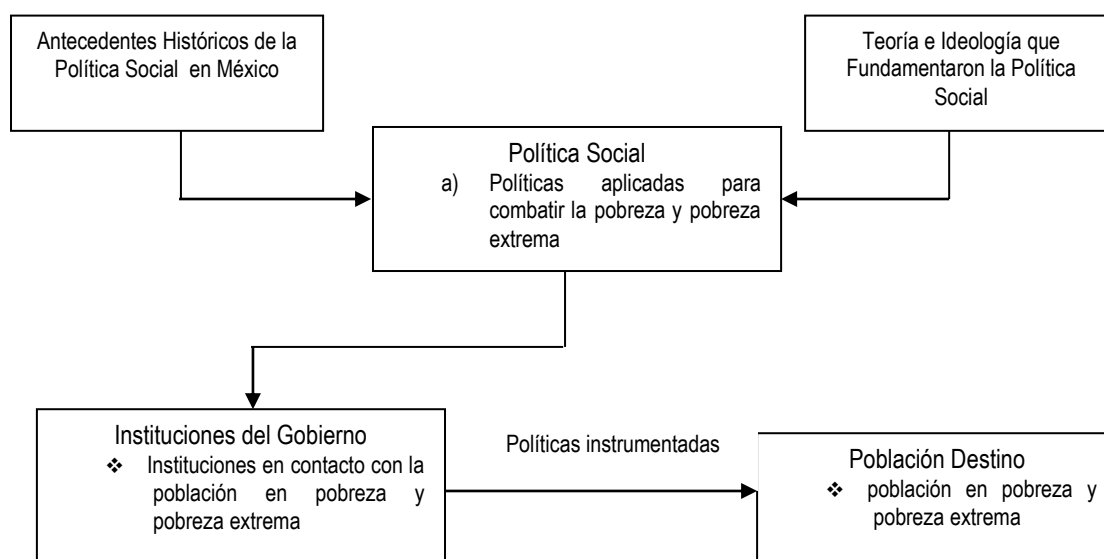 Antecedentes Históricos de la
Política Social en México
Teoría e Ideología que
Fundamentaron la Política
Social
Política Social
a) Políticas aplicadas para
combatir la pobreza y pobreza
extrema
Instituciones del Gobierno
❖ Instituciones en contacto con la
población en pobreza y
pobreza extrema
Políticas instrumentadas
Población Destino
❖ población en pobreza y
pobreza extrema